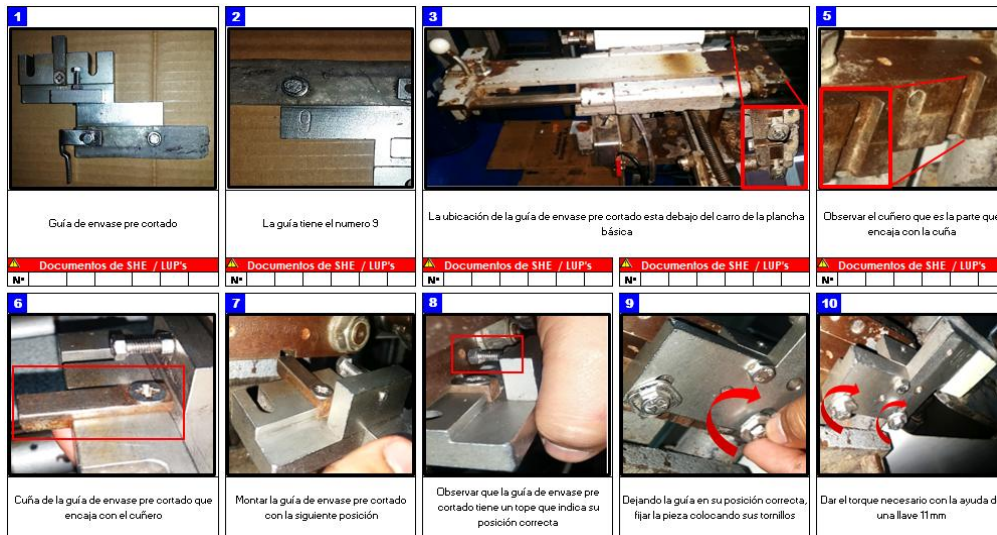 1
2
3
5
9
Guía de envase pre cortado
La guía tiene el numero 9
La ubicación de la guía de envase pre cortado esta debajo del carro de la plancha
básica
Observar el cuñero que es la parte que
encaja con la cuña
Documentos de SHE / LUP's
Documentos de SHE / LUP's
Documentos de SHE / LUP's
Documentos de SHE / LUP's
Documentos de SHE / LUP's
N°
N°
N°
N°
N°
6
7
8
9
10
Cuña de la guía de envase pre cortado que
encaja con el cuñero
Montar la guía de envase pre cortado
con la siguiente posición
Observar que la guía de envase pre
cortado tiene un tope que indica su
posición correcta
Dejando la guía en su posición correcta,
fijar la pieza colocando sus tornillos
Dar el torque necesario con la ayuda d
una llave 11 mm